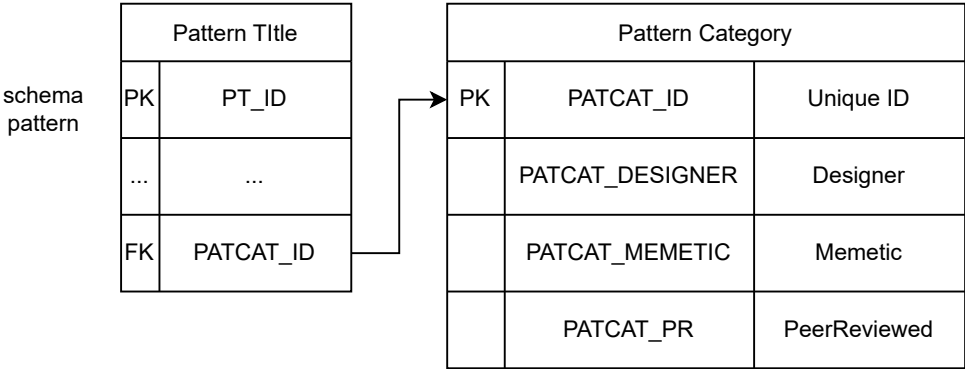 schema
pattern
Pattern TItle
PK PT_ID
... ...
FK PATCAT_ID
Pattern Category
PK PATCAT_ID Unique ID
PATCAT_DESIGNER Designer
PATCAT_MEMETIC Memetic
PATCAT_PR PeerReviewed